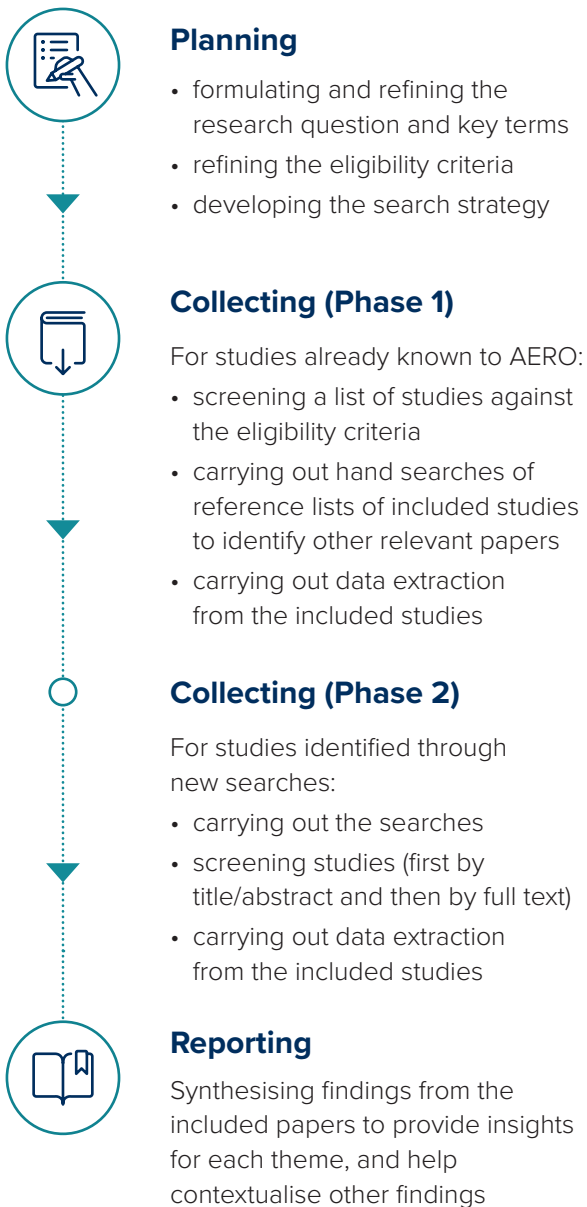 Planning
• formulating and refining the
research question and key terms
• refining the eligibility criteria
• developing the search strategy
Collecting (Phase 1)
For studies already known to AERO:
• screening a list of studies against
the eligibility criteria
• carrying out hand searches of
reference lists of included studies
to identify other relevant papers
• carrying out data extraction
from the included studies
Collecting (Phase 2)
For studies identified through
new searches:
• carrying out the searches
• screening studies (first by
title/abstract and then by full text)
• carrying out data extraction
from the included studies
Reporting
Synthesising findings from the
included papers to provide insights
for each theme, and help
contextualise other findings